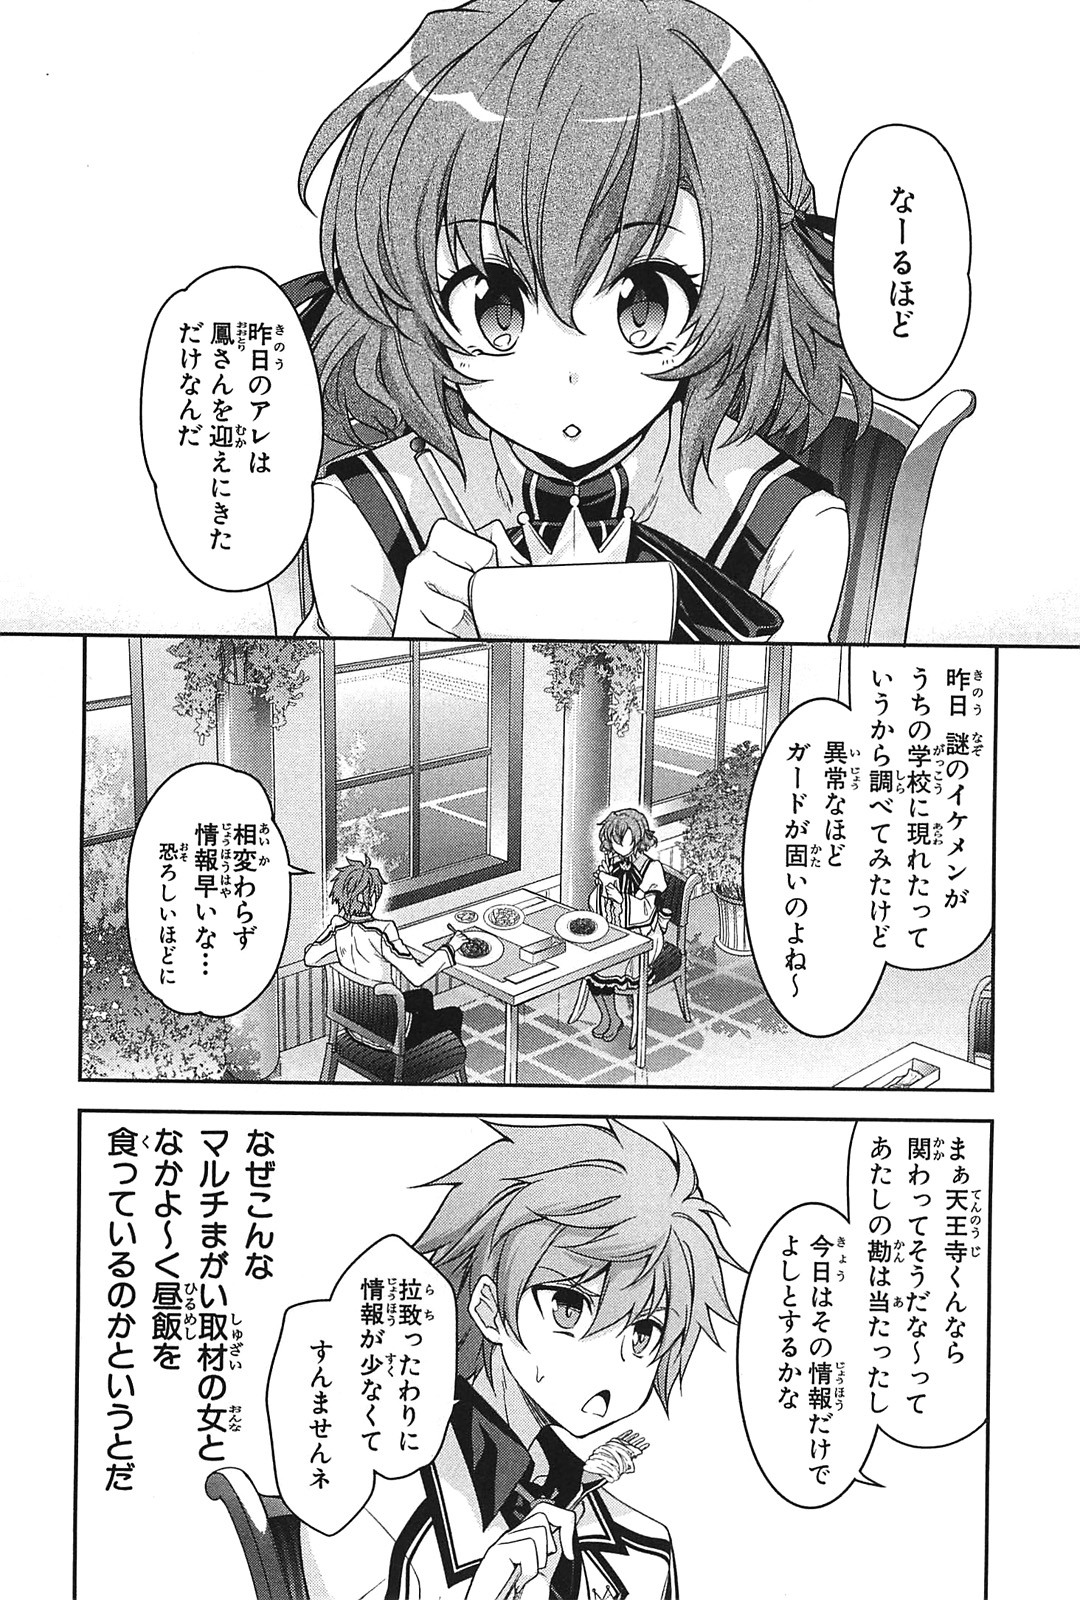 なーるほど
昨日のアレは
鳳さんを迎えにきた
だけなんだ
昨日 謎のイケメンが
うちの学校に現れたって
いうから調べてみたけど
異常なほど
ガードが固いのよね～
相変わらず
情報早いな…
恐ろしいほどに
まぁ天王寺くんなら
関わってそうだな～って
あたしの勘は当たったし
今日はその情報だけで
よしとするかな
拉致ったわりに
情報が少なくて
すんませんネ
なぜこんな
マルチまがい取材の女と
なかよ～く昼飯を
食っているのかというとだ